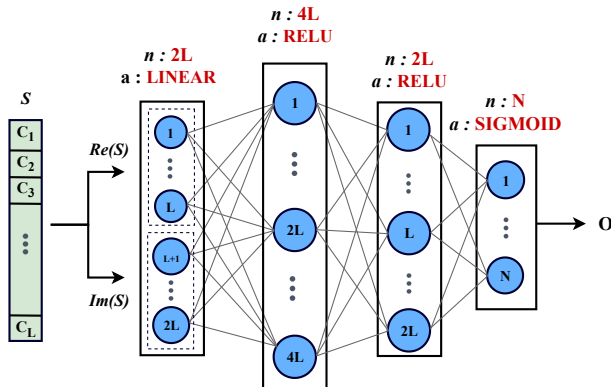 S
C1
C2
C3
CL
Re(S)
Im(S)
n : 2L
a : LINEAR
1
L
L+1
2L
n : 4L
a : RELU
1
2L
4L
n : 2L
a : RELU
1
L
2L
n : N
a : SIGMOID
1
N
O